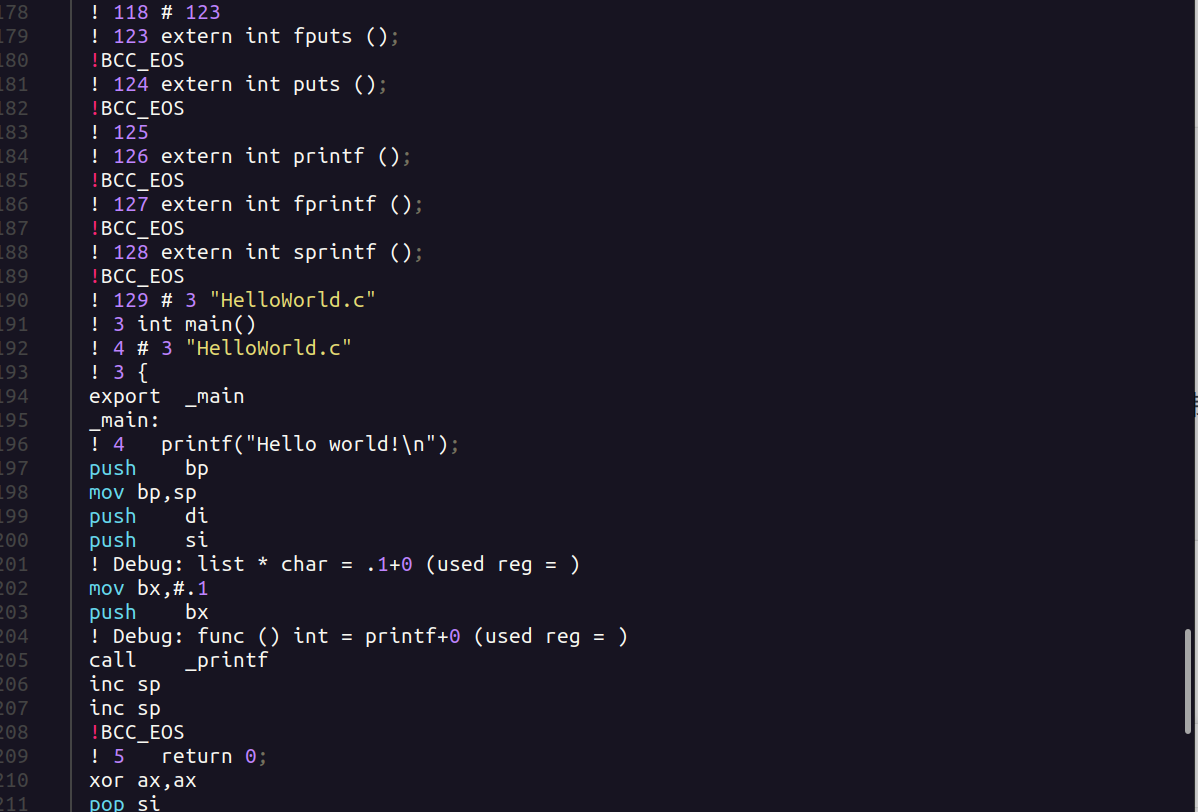 178 ! 118 # 123
179 ! 123 extern int fputs ();
180 !BCC_EOS
181 ! 124 extern int puts ();
182 !BCC_EOS
183 ! 125
184 ! 126 extern int printf ();
185 !BCC_EOS
186 ! 127 extern int fprintf ();
187 !BCC_EOS
188 ! 128 extern int sprintf ();
189 !BCC_EOS
190 ! 129 # 3 "HelloWorld.c"
191 ! 3 int main()
192 ! 4 # 3 "HelloWorld.c"
193 ! 3 {
194 export	_main
195 _main:
196 ! 4   printf("Hello world!\n");
197 push	bp
198 mov	bp,sp
199 push	di
200 push	si
201 ! Debug: list * char = .1+0 (used reg = )
202 mov	bx,#.1
203 push	bx
204 ! Debug: func () int = printf+0 (used reg = )
205 call	_printf
206 inc	sp
207 inc	sp
208 !BCC_EOS
209 ! 5   return 0;
210 xor	ax,ax
211 pop	si